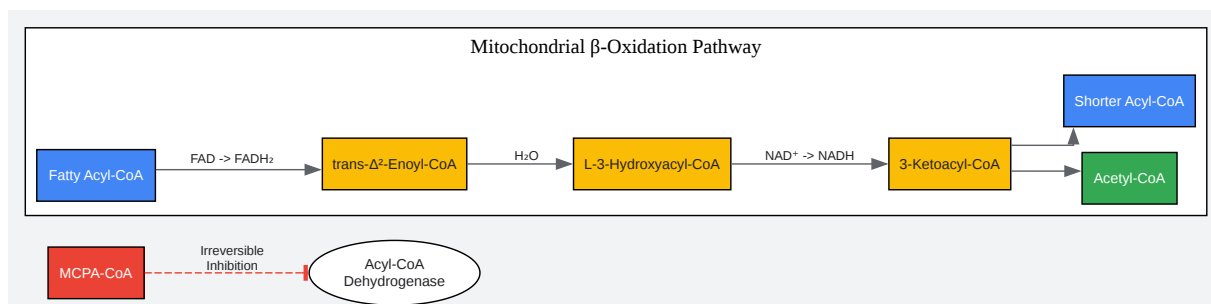 Mitochondrial β-Oxidation Pathway
Shorter Acyl-CoA
Fatty Acyl-CoA
FAD -> FADH₂
trans-Δ²-Enoyl-CoA
H₂O
L-3-Hydroxyacyl-CoA
NAD⁺ -> NADH
3-Ketoacyl-CoA
Acetyl-CoA
MCPA-CoA
Irreversible
Inhibition
Acyl-CoA
Dehydrogenase